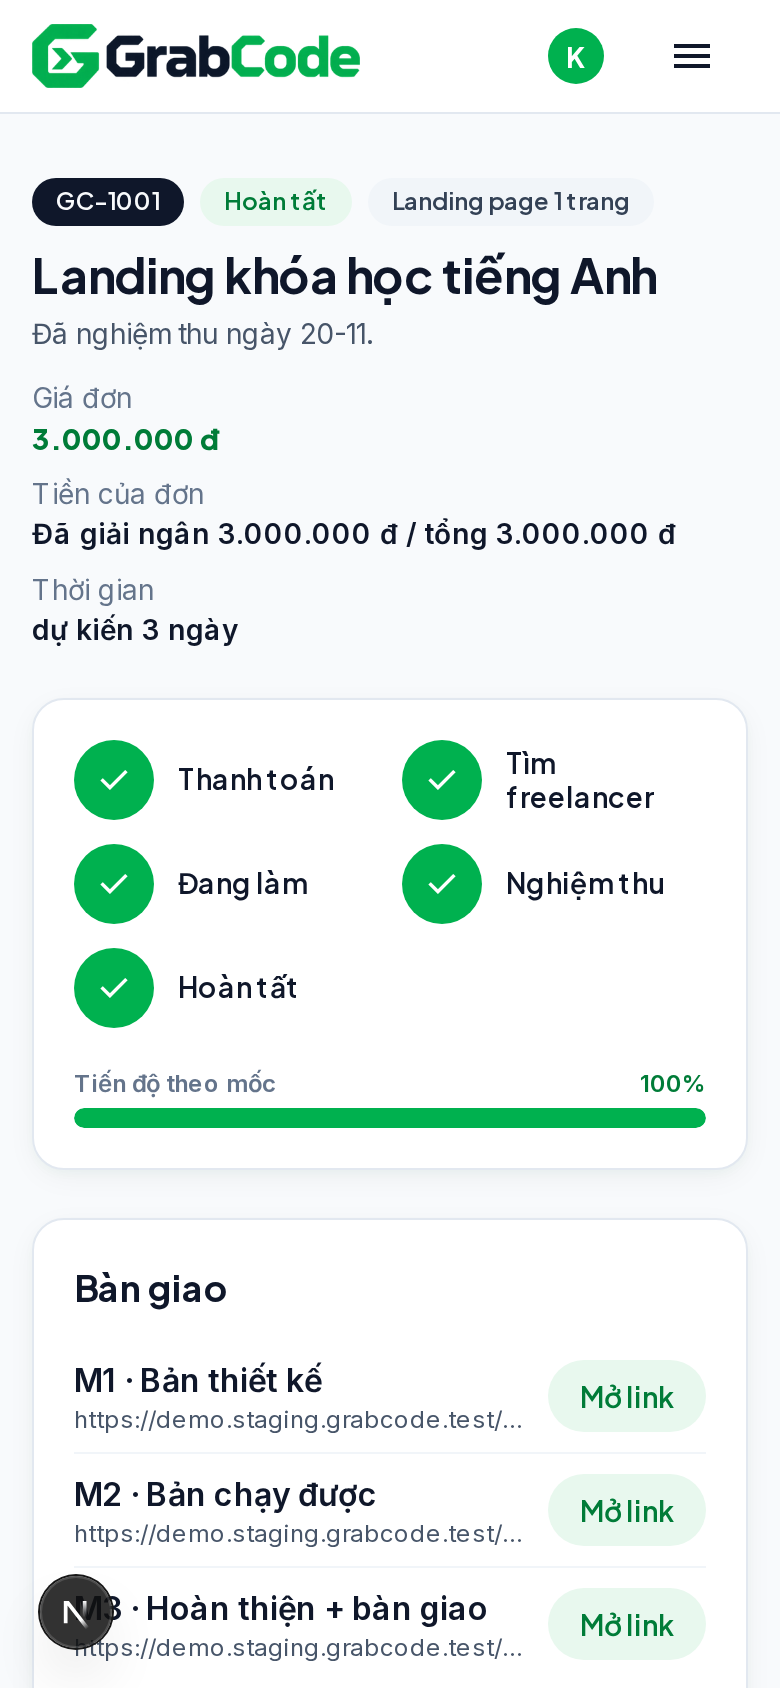 GrabCode
K
GC-1001
Hoàn tất
Landing page 1 trang
Landing khóa học tiếng Anh
Đã nghiệm thu ngày 20-11.
Giá đơn
3.000.000 đ
Tiền của đơn
Đã giải ngân 3.000.000 đ / tổng 3.000.000 đ
Thời gian
dự kiến 3 ngày
Thanh toán
Tìm
freelancer
Đang làm
Nghiệm thu
Hoàn tất
Tiến độ theo mốc
100%
Bàn giao
M1 · Bản thiết kế
https://demo.staging.grabcode.test/...
Mở link
M2 · Bản chạy được
https://demo.staging.grabcode.test/...
Mở link
M3 · Hoàn thiện + bàn giao
https://demo.staging.grabcode.test/...
Mở link
N